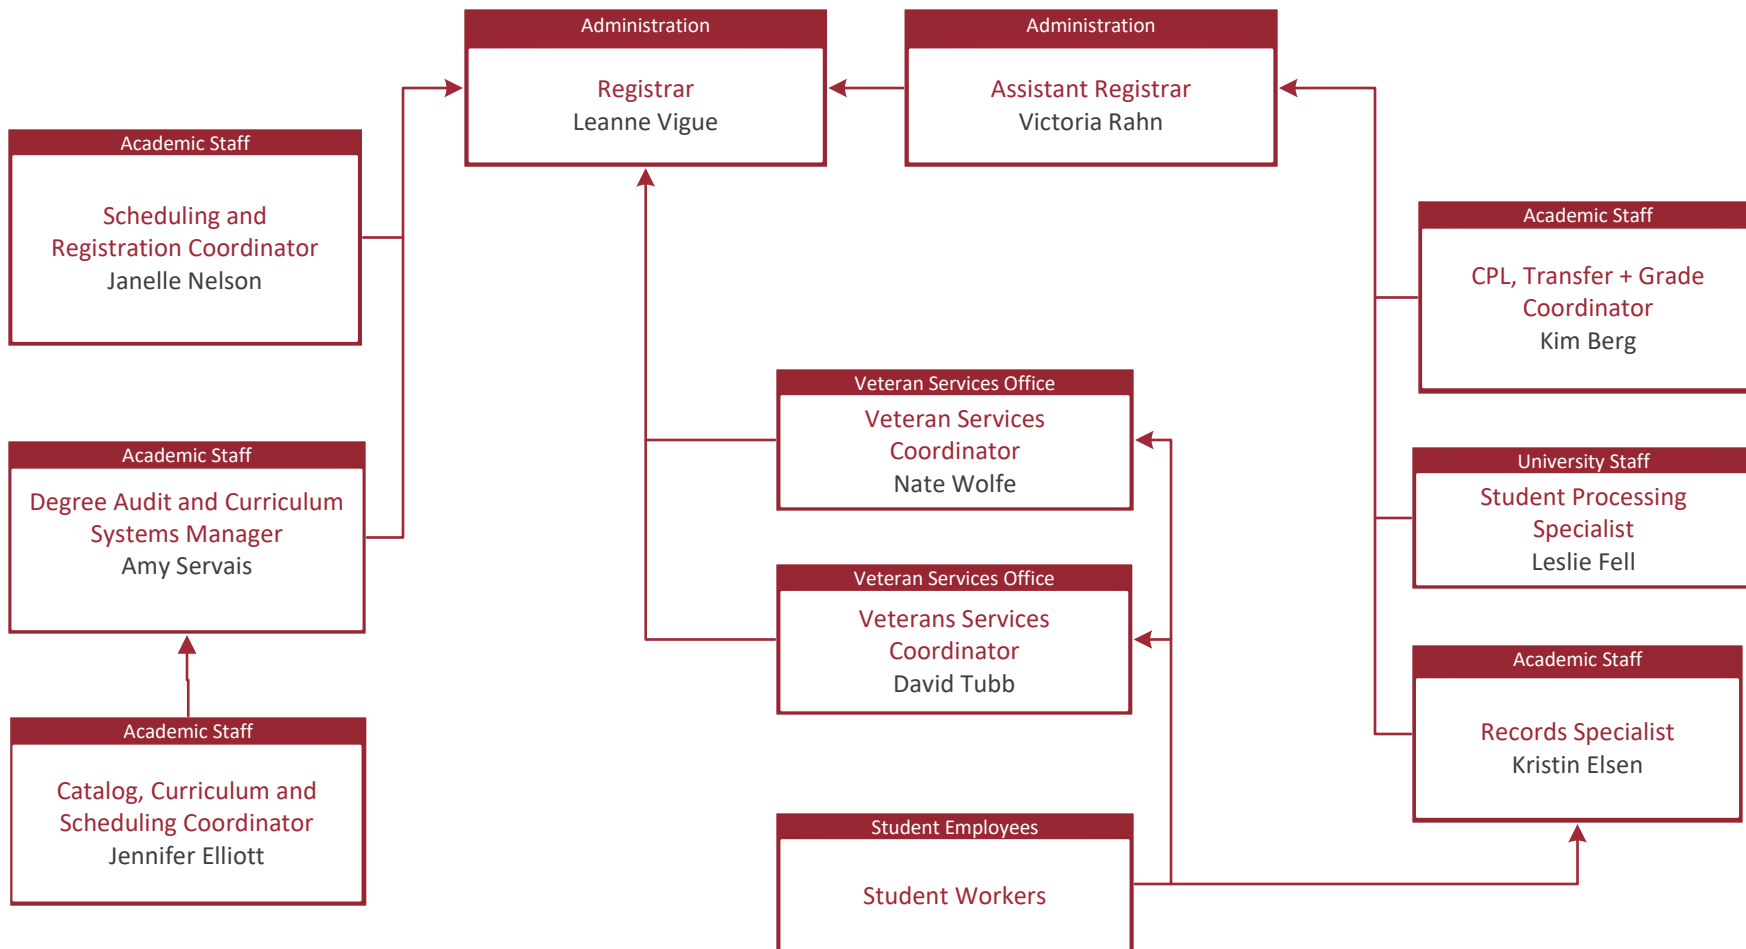 Administration
Registrar
Leanne Vigue
Administration
Assistant Registrar
Victoria Rahn
Academic Staff
Scheduling and
Registration Coordinator
Janelle Nelson
Academic Staff
CPL, Transfer + Grade
Coordinator
Kim Berg
Veteran Services Office
Veteran Services
Coordinator
Nate Wolfe
Academic Staff
Degree Audit and Curriculum
Systems Manager
Amy Servais
University Staff
Student Processing
Specialist
Leslie Fell
Veteran Services Office
Veterans Services
Coordinator
David Tubb
Academic Staff
Records Specialist
Kristin Elsen
Academic Staff
Catalog, Curriculum and
Scheduling Coordinator
Jennifer Elliott
Student Employees
Student Workers